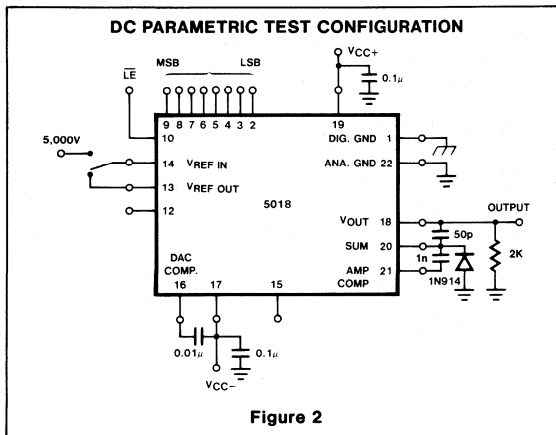 DC PARAMETRIC TEST CONFIGURATION
VCC+
MSB LSB
LE
0.1μ
9 8 7 6 5 4 3 2
19
10
DIG. GND 1
5,000V
14 VREF IN
ANA. GND 22
13 VREF OUT
12
5018
OUTPUT
VOUT 18
50p
SUM 20
2K
1n
DAC
COMP.
AMP 21
COMP
1N914
16 17 15
0.01μ
0.1μ
VCC−
Figure 2